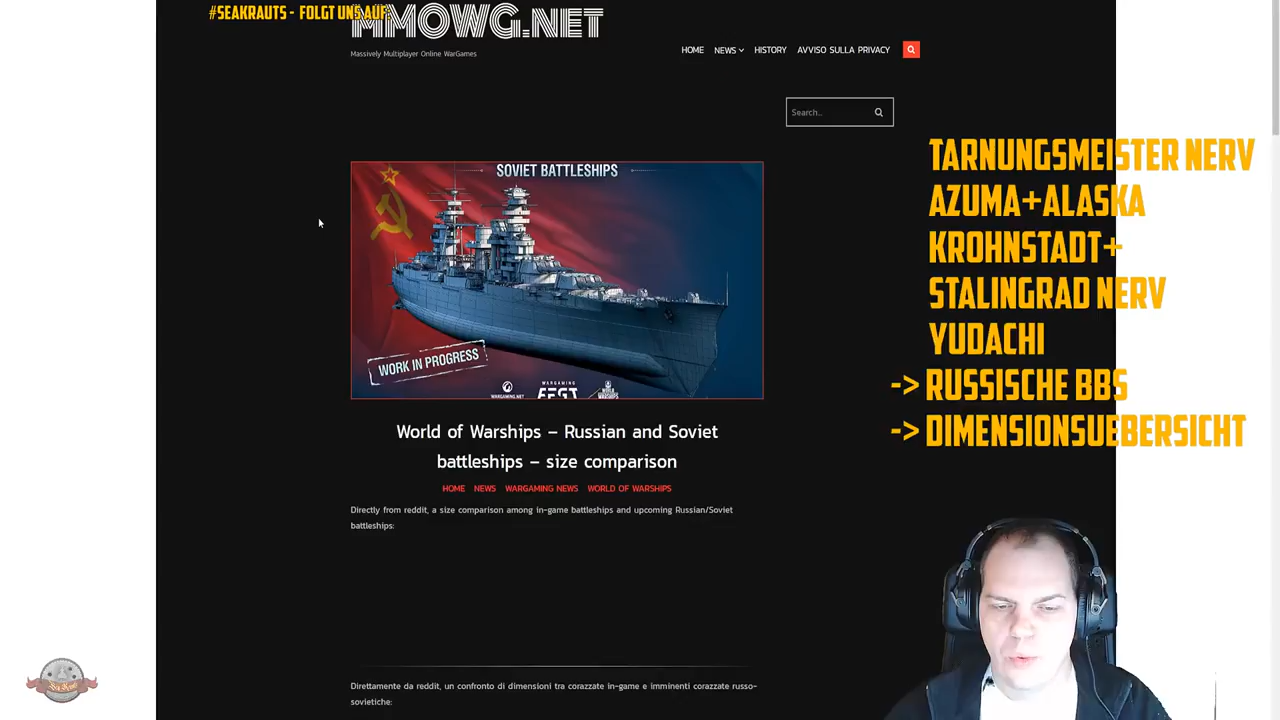 #SEAKRAUTS - FOLGT UNS AUF:
MMOWG.NET
Massively Multiplayer Online WarGames
HOME NEWS HISTORY AVVISO SULLA PRIVACY
Search...
SOVIET BATTLESHIPS
WORK IN PROGRESS
WARGAMING.NET
WARGAMING
World of Warships – Russian and Soviet
battleships – size comparison
HOME NEWS WARGAMING NEWS WORLD OF WARSHIPS
Directly from reddit, a size comparison among in-game battleships and upcoming Russian/Soviet
battleships:
Direttamente da reddit, un confronto di dimensioni tra corazzate in-game e imminenti corazzate russo-
sovietiche:
TARNUNGSMEISTER NERV
AZUMA+ALASKA
KROHNSTADT+
STALINGRAD NERV
YUDACHI
-> RUSSISCHE BBS
-> DIMENSIONSUEBERSICHT